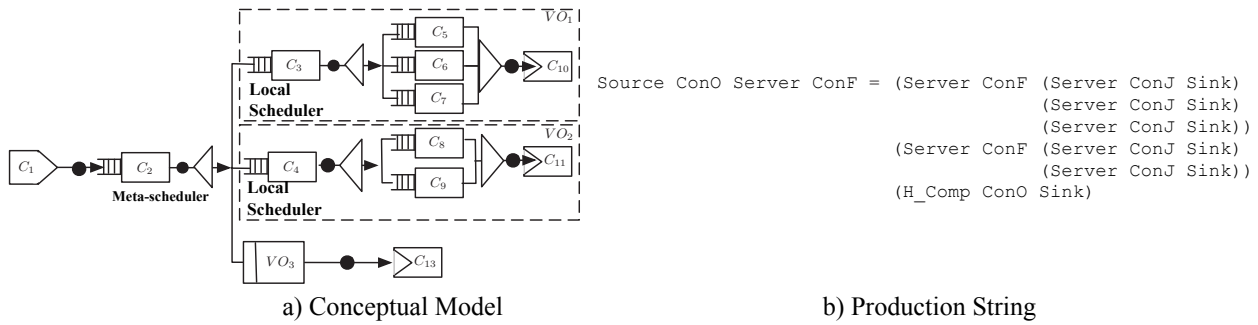 VO₁
C₅
C₃
C₆
C₁₀
C₇
Local
Scheduler
VO₂
C₈
C₁
C₂
C₄
C₁₁
C₉
Meta-scheduler
Local
Scheduler
VO₃
C₁₃
a) Conceptual Model
Source ConO Server ConF = (Server ConF (Server ConJ Sink)
(Server ConJ Sink)
(Server ConJ Sink))
(Server ConF (Server ConJ Sink)
(Server ConJ Sink))
(H_Comp ConO Sink)
b) Production String